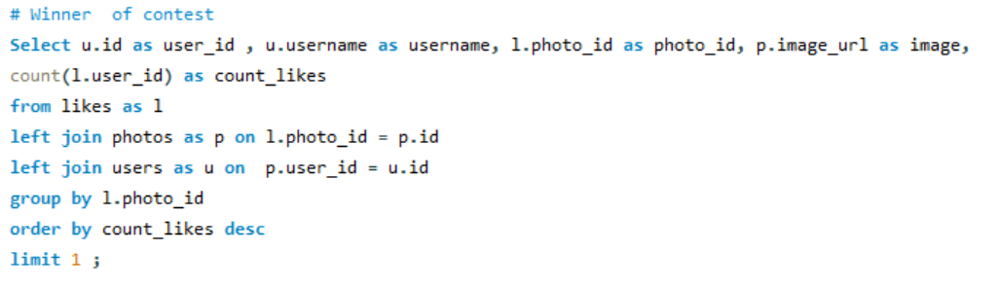 # Winner  of contest
Select u.id as user_id , u.username as username, l.photo_id as photo_id, p.image_url as image,
count(l.user_id) as count_likes
from likes as l
left join photos as p on l.photo_id = p.id
left join users as u on  p.user_id = u.id
group by l.photo_id
order by count_likes desc
limit 1 ;